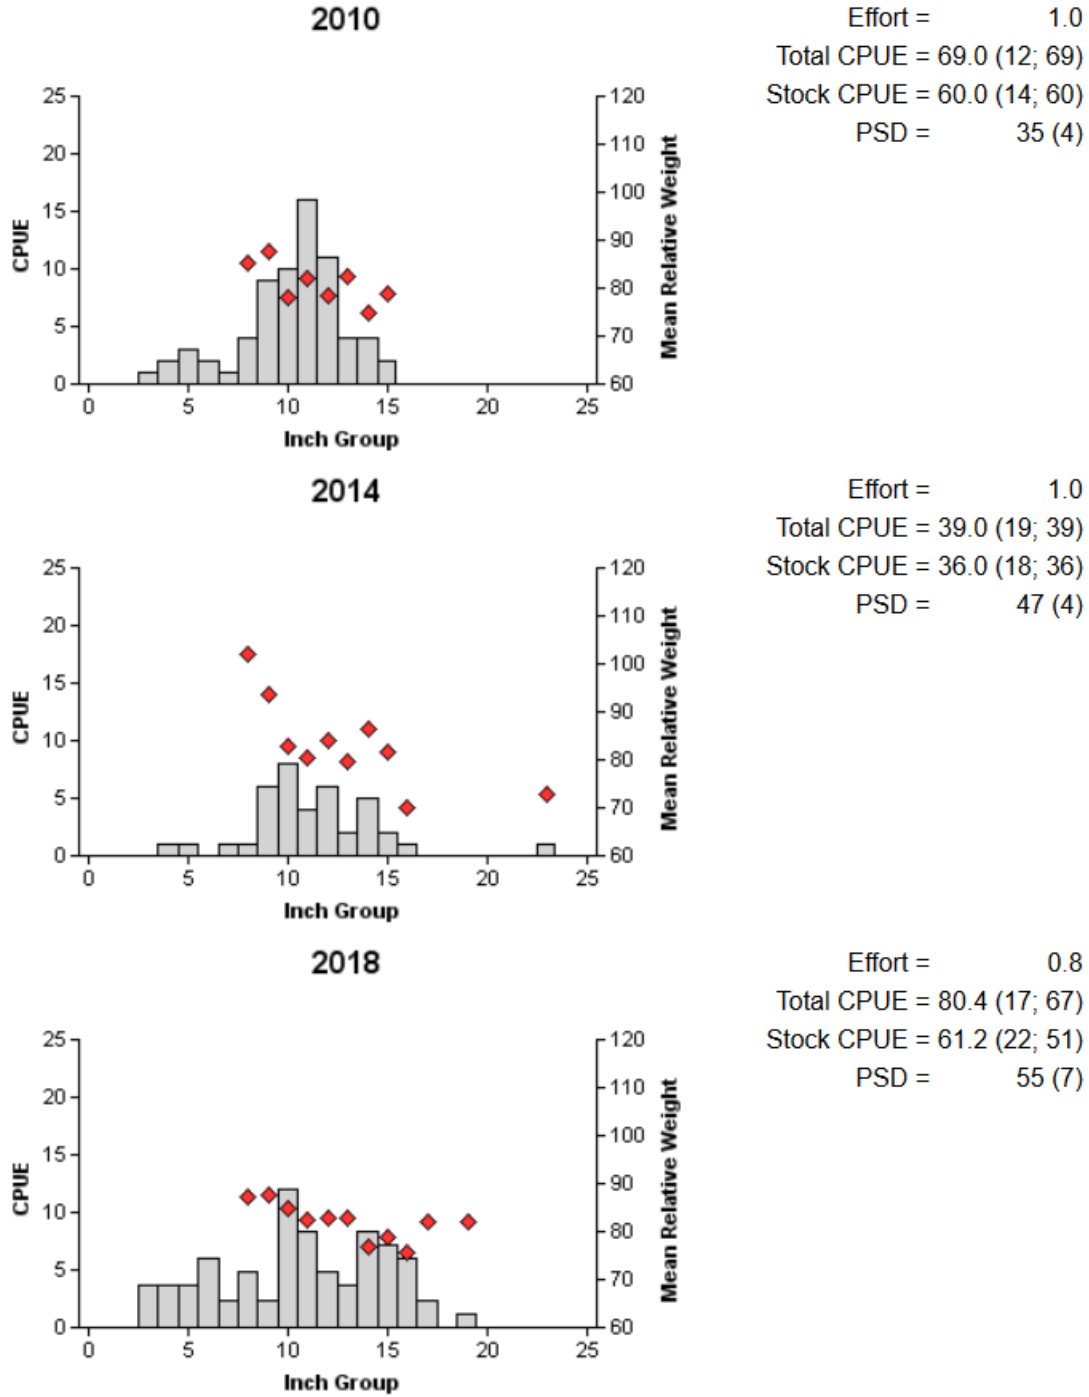 2010
Effort = 1.0
Total CPUE = 69.0 (12; 69)
Stock CPUE = 60.0 (14; 60)
PSD = 35 (4)
25
20
15
10
5
0
CPUE
120
110
100
90
80
70
60
Mean Relative Weight
0 5 10 15 20 25
Inch Group
2014
Effort = 1.0
Total CPUE = 39.0 (19; 39)
Stock CPUE = 36.0 (18; 36)
PSD = 47 (4)
25
20
15
10
5
0
CPUE
120
110
100
90
80
70
60
Mean Relative Weight
0 5 10 15 20 25
Inch Group
2018
Effort = 0.8
Total CPUE = 80.4 (17; 67)
Stock CPUE = 61.2 (22; 51)
PSD = 55 (7)
25
20
15
10
5
0
CPUE
120
110
100
90
80
70
60
Mean Relative Weight
0 5 10 15 20 25
Inch Group